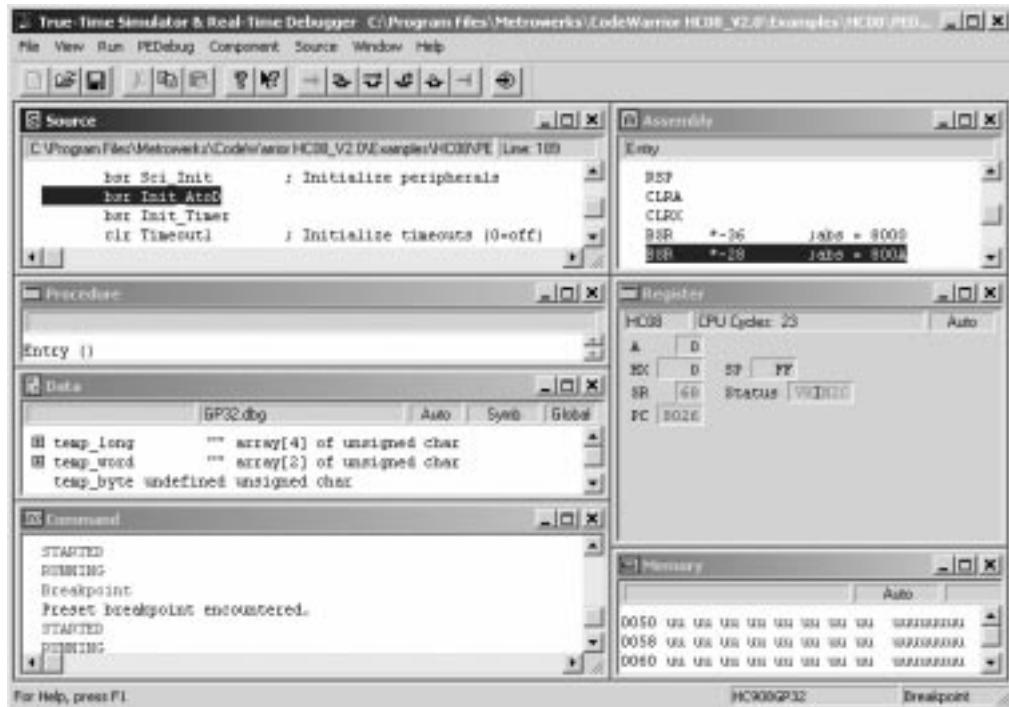 True-Time Simulator & Real-Time Debugger C:\Program Files\Metrowerks\CodeWarrior HC08_V2.0\Examples\HC08\PED...
File View Run PEDebug Component Source Window Help
Source
C:\Program Files\Metrowerks\CodeWarrior HC08_V2.0\Examples\HC08\PE Line: 189
bsr Sci_Init ; Initialize peripherals
bsr Init_AtoD
bsr Init_Timer
clr Timeout1 ; Initialize timeouts (0=off)
Assembly
Entry
RSP
CLRA
CLRX
BSR *-36 ;abs =
BSR *-28 ;abs = 800A
Procedure
Entry ()
Register
HC08 CPU Cycles: 23 Auto
A 0
HX 0 SP FF
SR 68 Status VHINZC
PC 8026
Data
GP32.dbg Auto Symb Global
temp_long "" array[4] of unsigned char
temp_word "" array[2] of unsigned char
temp_byte undefined unsigned char
Command
STARTED
RUNNING
Breakpoint
Preset breakpoint encountered.
STARTED
RUNNING
Memory
Auto
0050 uu uu uu uu uu uu uu uu uuuuuuuu
0058 uu uu uu uu uu uu uu uu uuuuuuuu
0060 uu uu uu uu uu uu uu uu uuuuuuuu
For Help, press F1 HC908GP32 Breakpoint